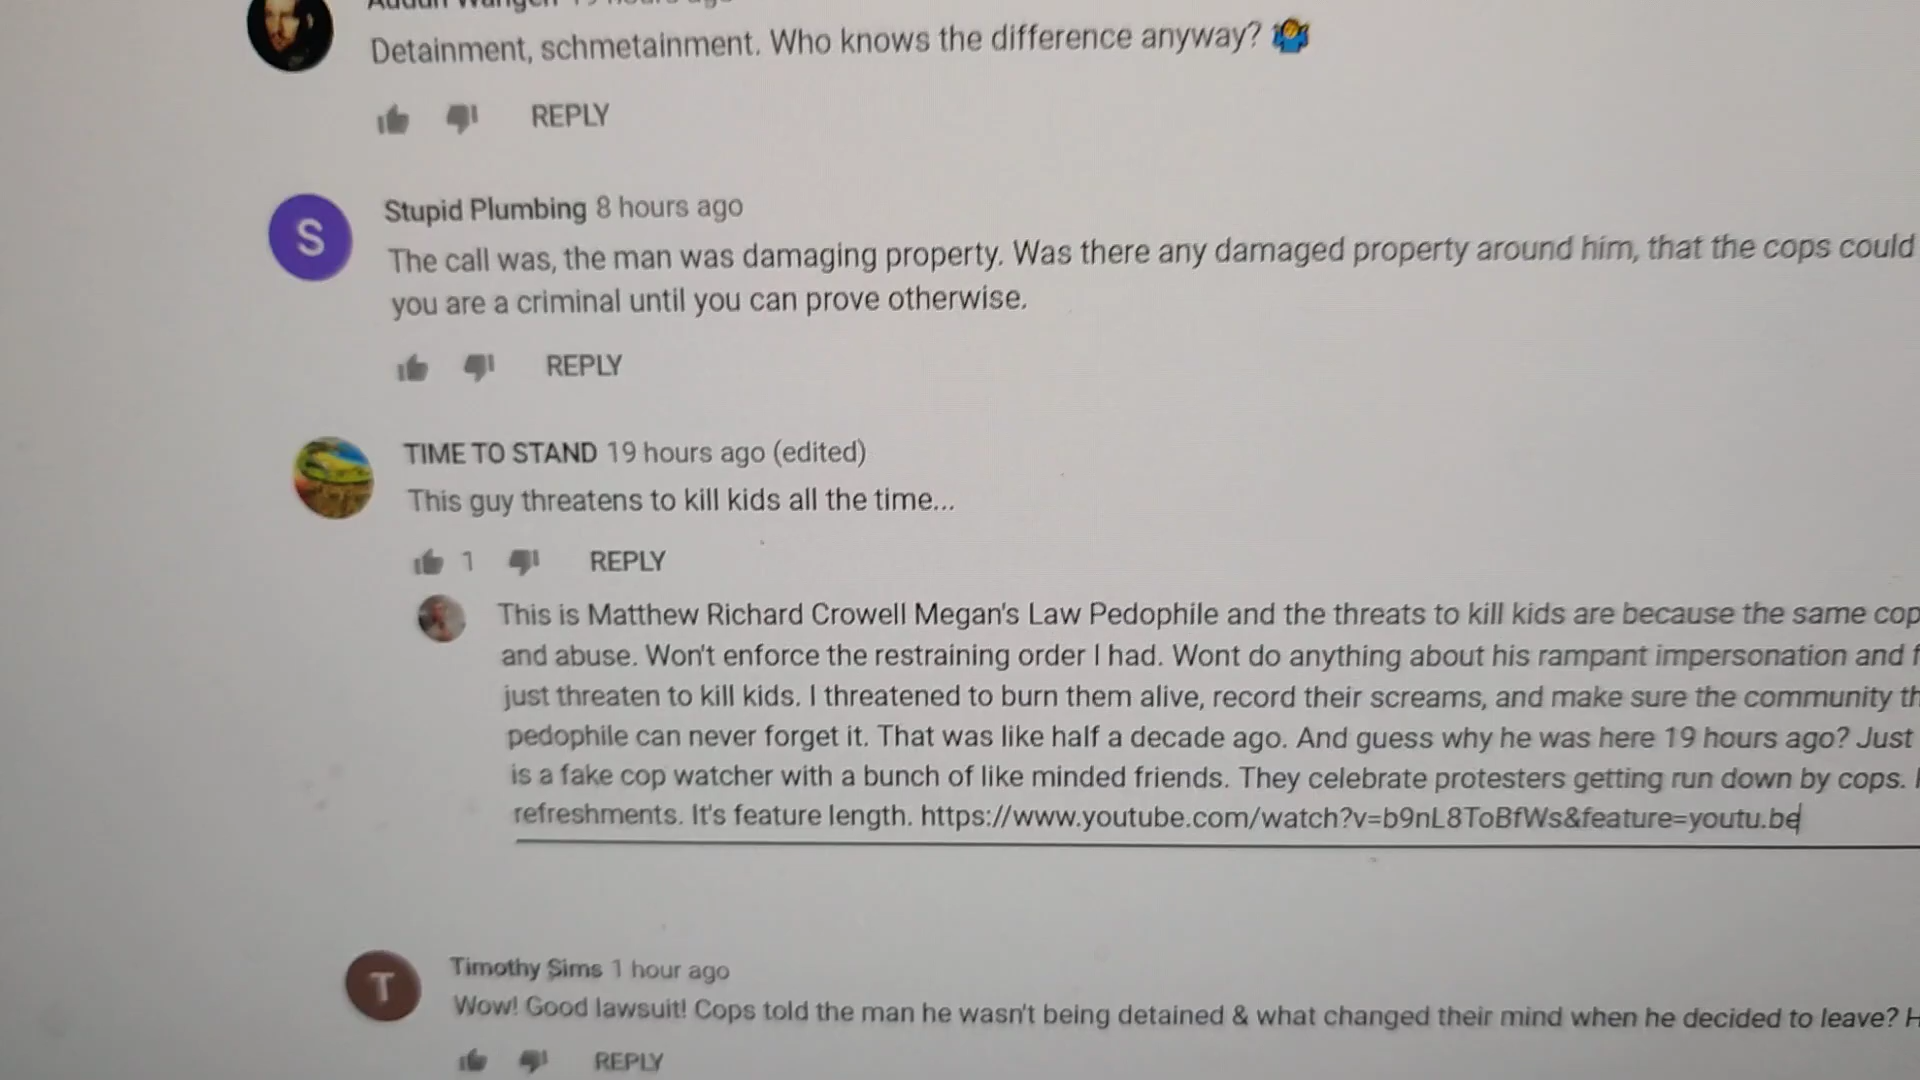 19 hours ago
Detainment, schmetainment. Who knows the difference anyway?
REPLY
S
Stupid Plumbing 8 hours ago
The call was, the man was damaging property. Was there any damaged property around him, that the cops could
you are a criminal until you can prove otherwise.
REPLY
TIME TO STAND 19 hours ago (edited)
This guy threatens to kill kids all the time...
1 REPLY
This is Matthew Richard Crowell Megan's Law Pedophile and the threats to kill kids are because the same cop
and abuse. Won't enforce the restraining order I had. Wont do anything about his rampant impersonation and f
just threaten to kill kids. I threatened to burn them alive, record their screams, and make sure the community th
pedophile can never forget it. That was like half a decade ago. And guess why he was here 19 hours ago? Just
is a fake cop watcher with a bunch of like minded friends. They celebrate protesters getting run down by cops.
refreshments. It's feature length. https://www.youtube.com/watch?v=b9nL8ToBfWs&feature=youtu.be
T
Timothy Sims 1 hour ago
Wow! Good lawsuit! Cops told the man he wasn't being detained & what changed their mind when he decided to leave? H
REPLY